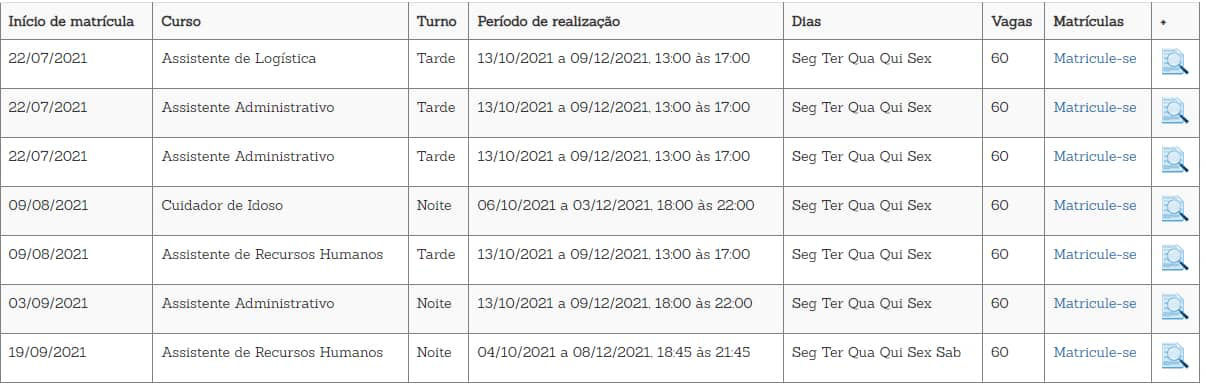 Início de matrícula Curso Turno Período de realização Dias Vagas Matrículas +
22/07/2021 Assistente de Logística Tarde 13/10/2021 a 09/12/2021, 13:00 às 17:00 Seg Ter Qua Qui Sex 60 Matricule-se
22/07/2021 Assistente Administrativo Tarde 13/10/2021 a 09/12/2021, 13:00 às 17:00 Seg Ter Qua Qui Sex 60 Matricule-se
22/07/2021 Assistente Administrativo Tarde 13/10/2021 a 09/12/2021, 13:00 às 17:00 Seg Ter Qua Qui Sex 60 Matricule-se
09/08/2021 Cuidador de Idoso Noite 06/10/2021 a 03/12/2021, 18:00 às 22:00 Seg Ter Qua Qui Sex 60 Matricule-se
09/08/2021 Assistente de Recursos Humanos Tarde 13/10/2021 a 09/12/2021, 13:00 às 17:00 Seg Ter Qua Qui Sex 60 Matricule-se
03/09/2021 Assistente Administrativo Noite 13/10/2021 a 09/12/2021, 18:00 às 22:00 Seg Ter Qua Qui Sex 60 Matricule-se
19/09/2021 Assistente de Recursos Humanos Noite 04/10/2021 a 08/12/2021, 18:45 às 21:45 Seg Ter Qua Qui Sex Sab 60 Matricule-se